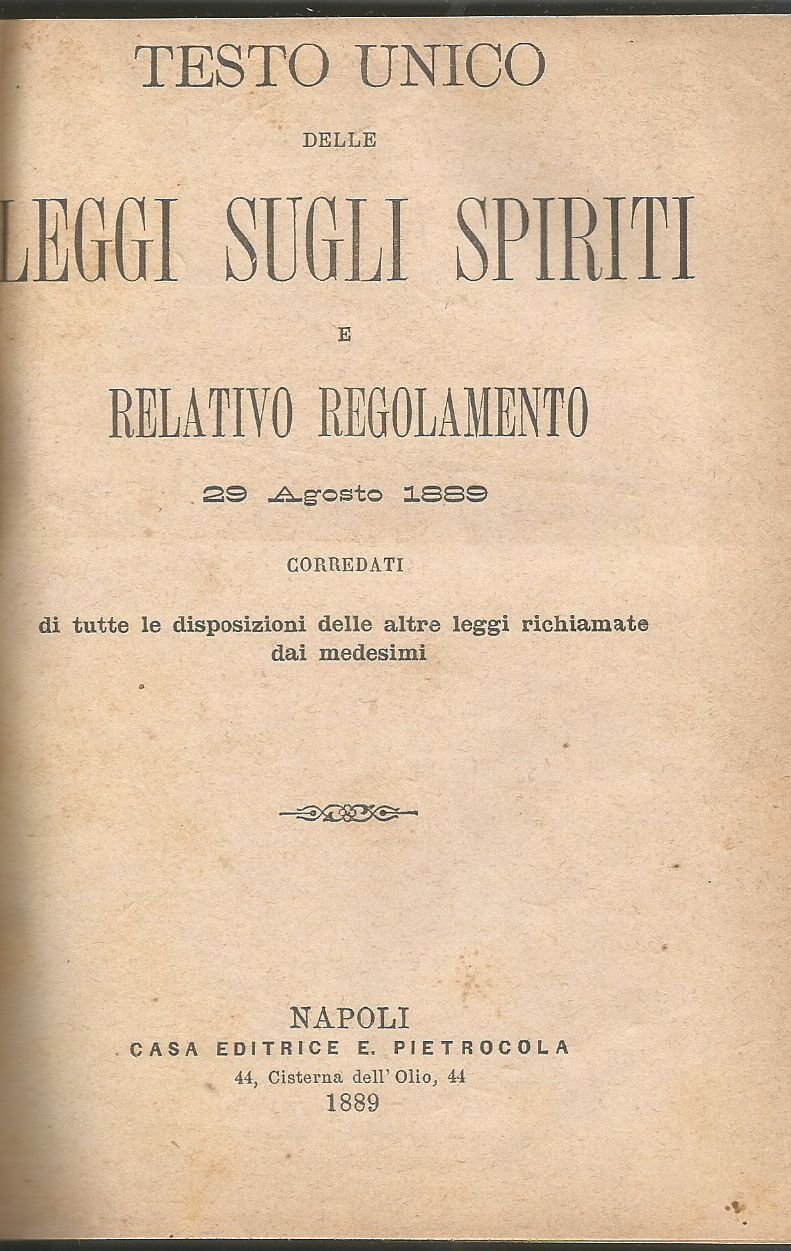 TESTO UNICO
DELLE
LEGGI SUGLI SPIRITI
E
RELATIVO REGOLAMENTO
29 Agosto 1889
CORREDATI
di tutte le disposizioni delle altre leggi richiamate
dai medesimi
NAPOLI
CASA EDITRICE E. PIETROCOLA
44, Cisterna dell' Olio, 44
1889